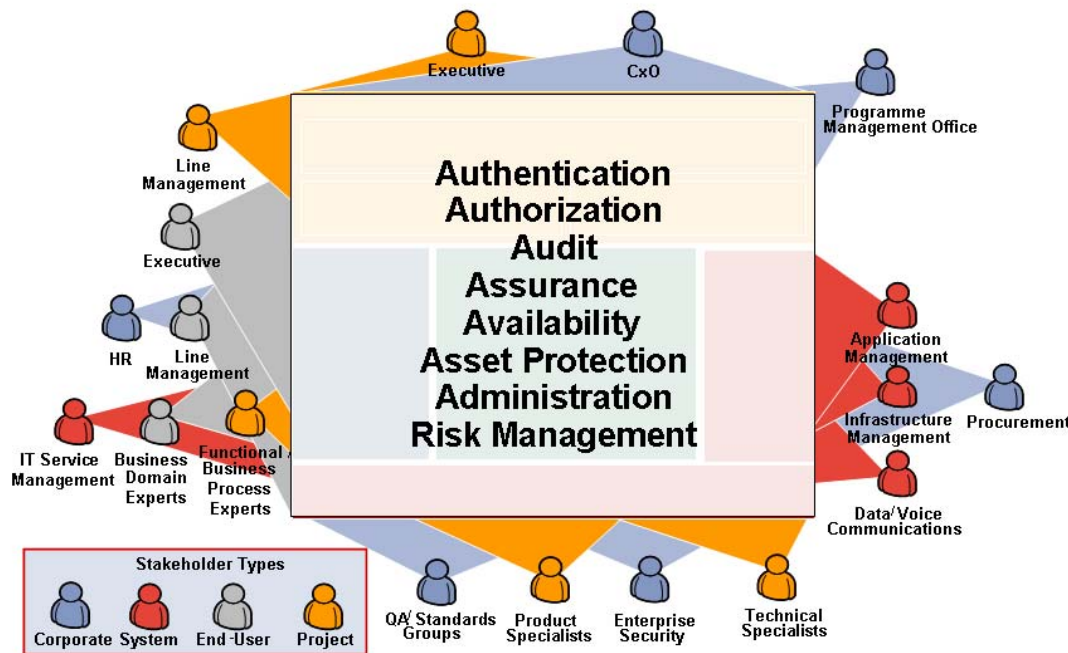 Executive
CxO
Programme
Management Office
Line
Management
Executive
HR
Line
Management
IT Service
Management
Business
Domain
Experts
Functional /
Business
Process
Experts
Authentication
Authorization
Audit
Assurance
Availability
Asset Protection
Administration
Risk Management
Application
Management
Infrastructure
Management
Procurement
Data/Voice
Communications
QA/ Standards
Groups
Product
Specialists
Enterprise
Security
Technical
Specialists
Stakeholder Types
Corporate System End-User Project